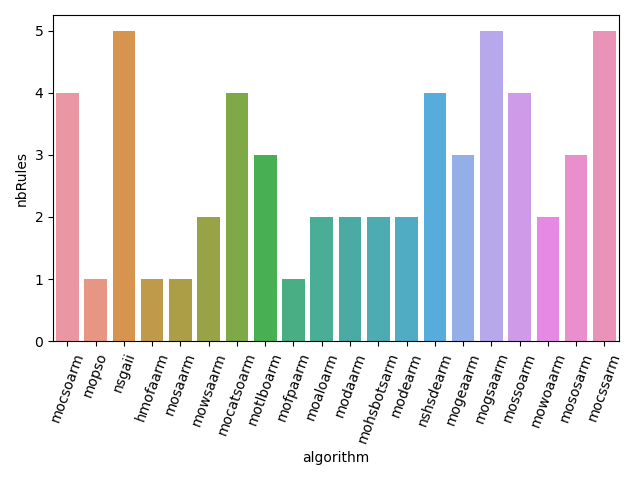 nbRules
5
4
3
2
1
0
mocsoarm
mopso
nsgaii
hmofaarm
mosaarm
mowsaarm
mocatsoarm
motlboarm
mofpaarm
moaloarm
modaarm
mohsbotsarm
modearm
nshsdearm
mogeaarm
mogsaarm
mossoarm
mowoaarm
mososarm
mocssarm
algorithm